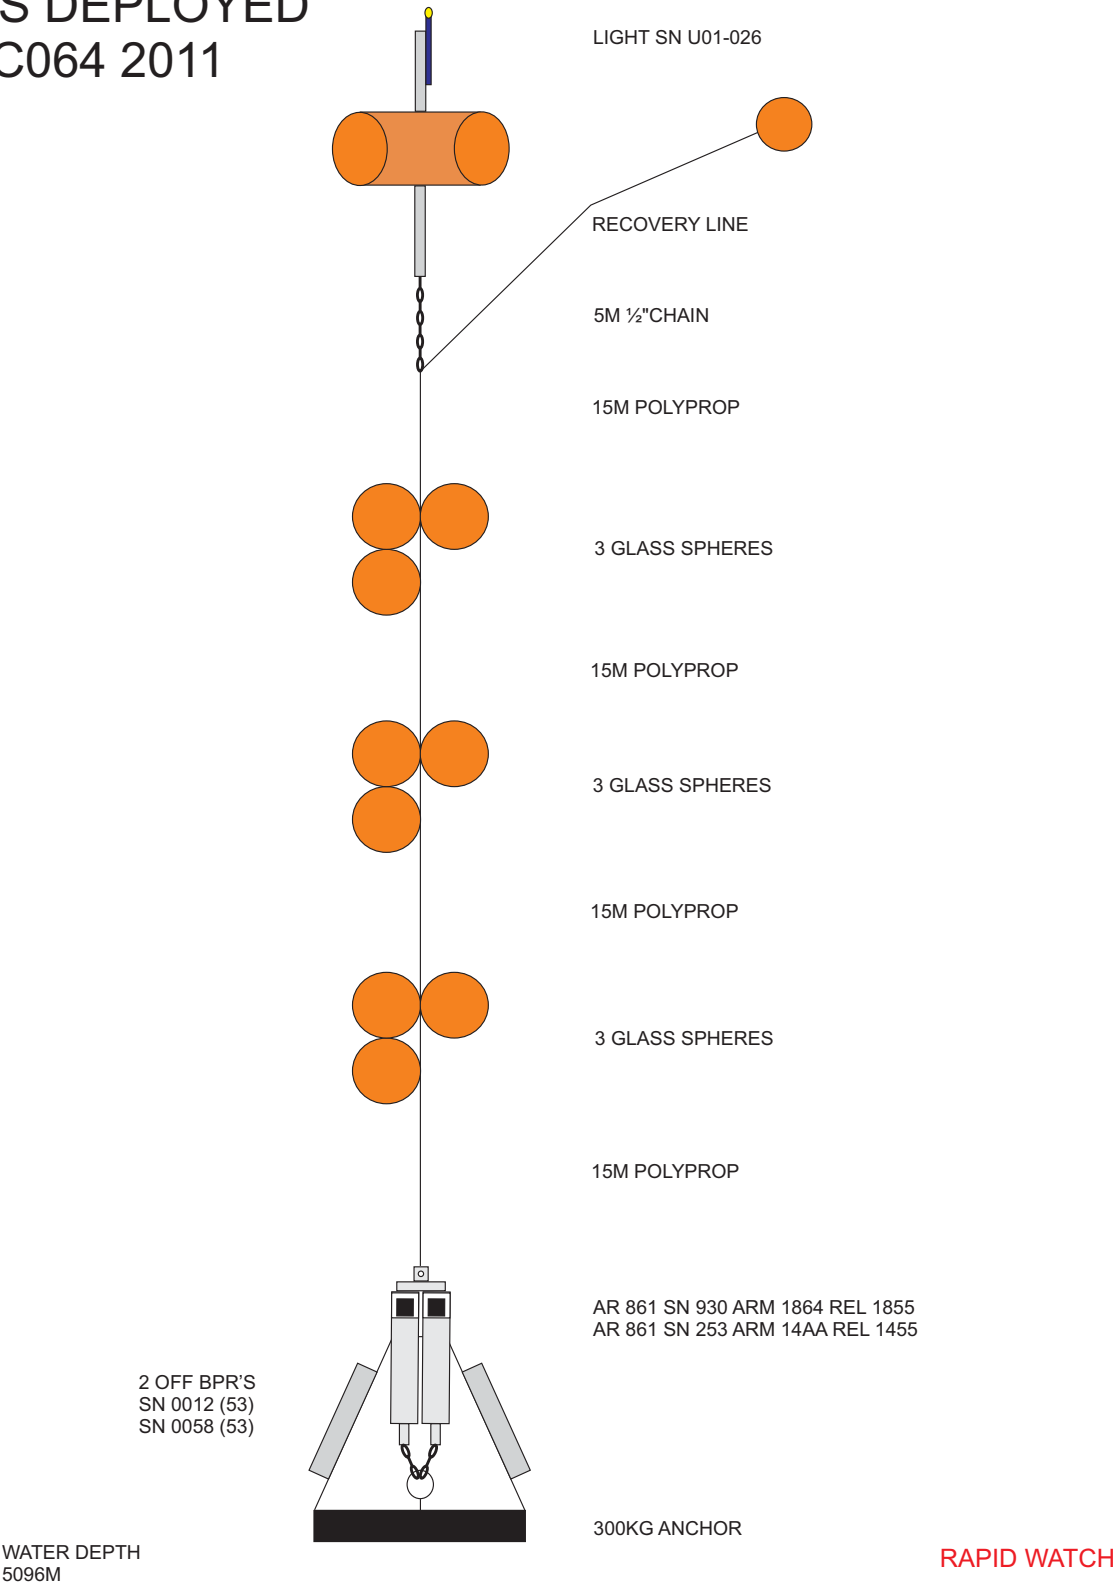 S DEPLOYED
C064 2011
LIGHT SN U01-026
RECOVERY LINE
5M ½"CHAIN
15M POLYPROP
3 GLASS SPHERES
15M POLYPROP
3 GLASS SPHERES
15M POLYPROP
3 GLASS SPHERES
15M POLYPROP
AR 861 SN 930 ARM 1864 REL 1855
AR 861 SN 253 ARM 14AA REL 1455
2 OFF BPR'S
SN 0012 (53)
SN 0058 (53)
300KG ANCHOR
WATER DEPTH
5096M
RAPID WATCH